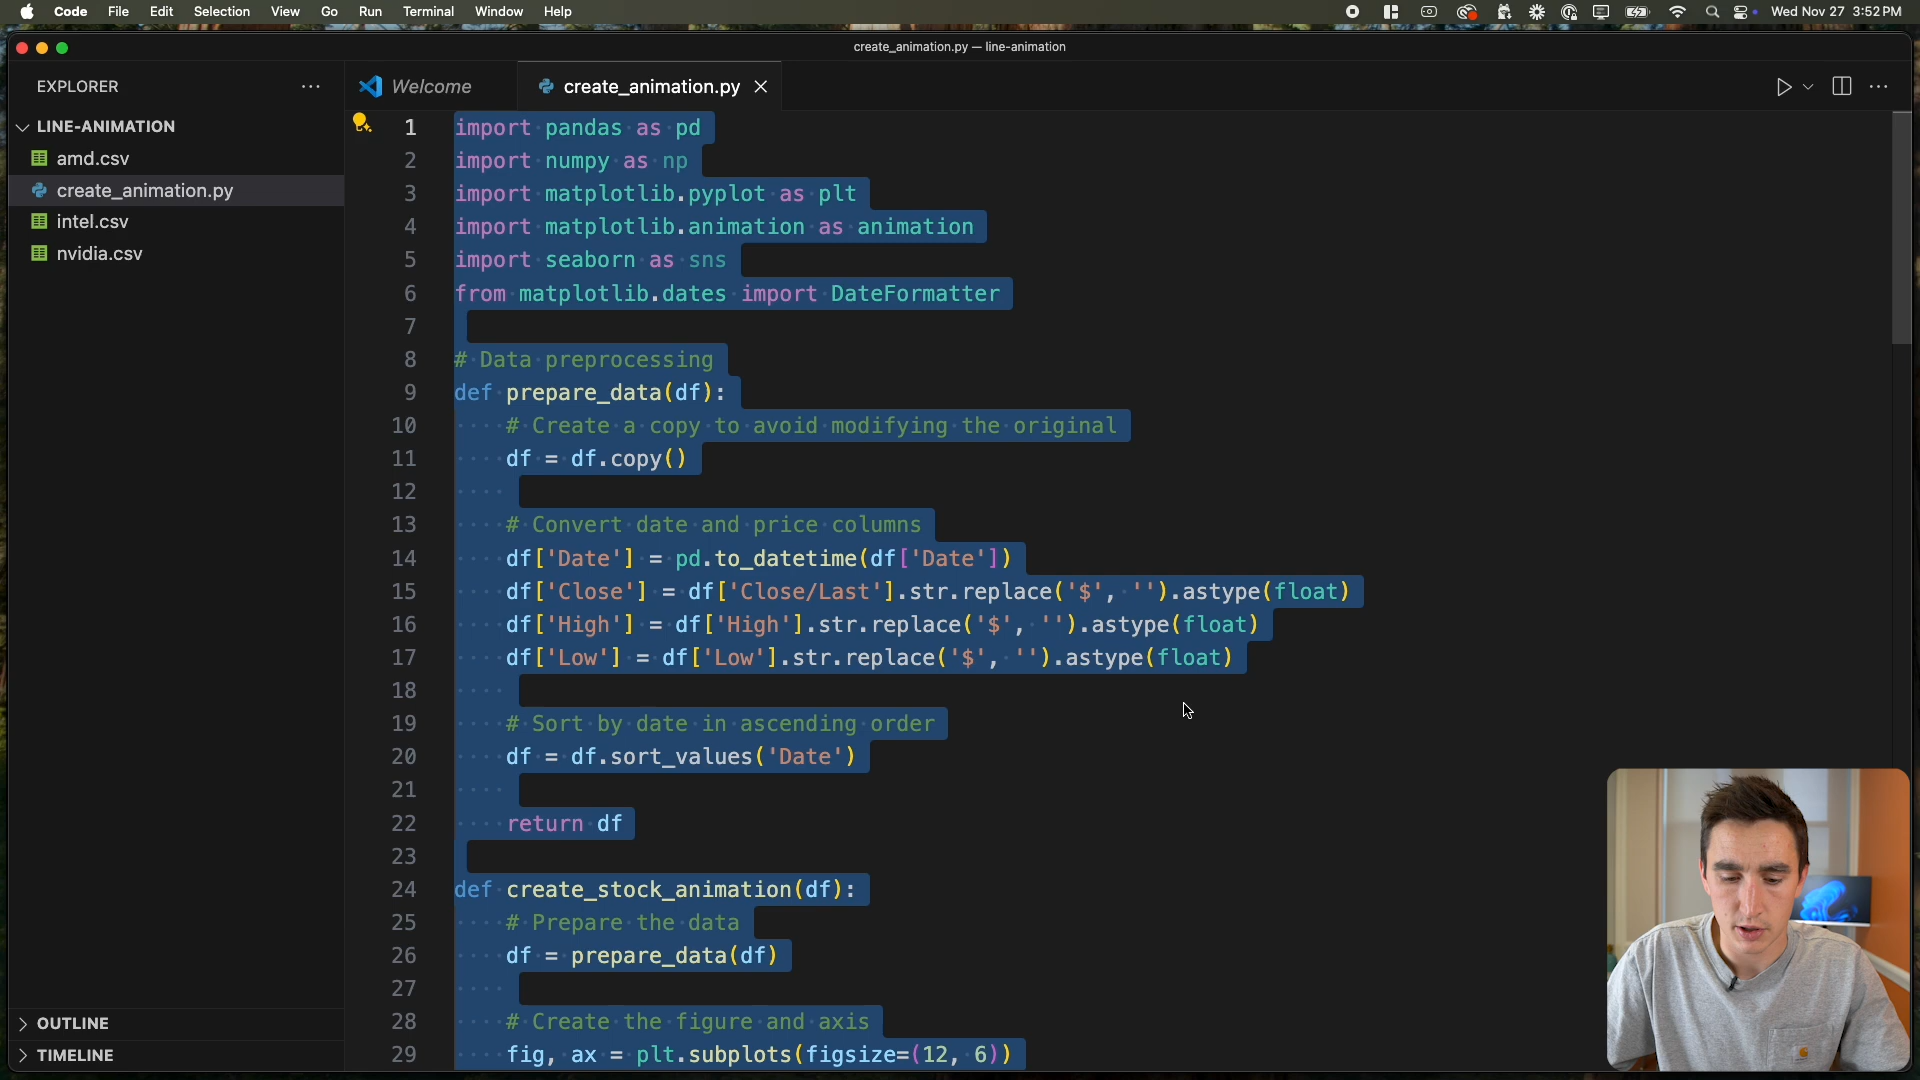 Code File Edit Selection View Go Run Terminal Window Help Wed Nov 27 3:52 PM
create_animation.py — line-animation
EXPLORER
Welcome
create_animation.py
LINE-ANIMATION
amd.csv
create_animation.py
intel.csv
nvidia.csv
OUTLINE
TIMELINE
1 import pandas as pd
2 import numpy as np
3 import matplotlib.pyplot as plt
4 import matplotlib.animation as animation
5 import seaborn as sns
6 from matplotlib.dates import DateFormatter
7
8 # Data preprocessing
9 def prepare_data(df):
10     # Create a copy to avoid modifying the original
11     df = df.copy()
12
13     # Convert date and price columns
14     df['Date'] = pd.to_datetime(df['Date'])
15     df['Close'] = df['Close/Last'].str.replace('$', '').astype(float)
16     df['High'] = df['High'].str.replace('$', '').astype(float)
17     df['Low'] = df['Low'].str.replace('$', '').astype(float)
18
19     # Sort by date in ascending order
20     df = df.sort_values('Date')
21
22     return df
23
24 def create_stock_animation(df):
25     # Prepare the data
26     df = prepare_data(df)
27
28     # Create the figure and axis
29     fig, ax = plt.subplots(figsize=(12, 6))